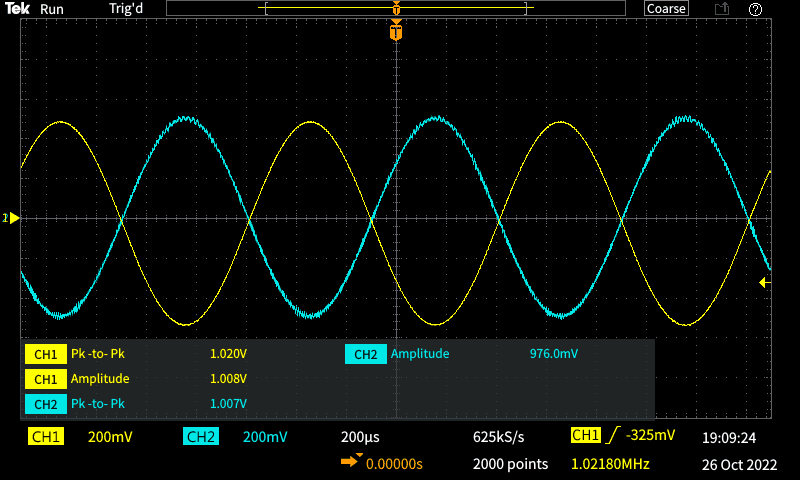 Tek Run Trig'd T Coarse ?
T
2
CH1 Pk -to- Pk 1.020V CH2 Amplitude 976.0mV
CH1 Amplitude 1.008V
CH2 Pk -to- Pk 1.007V
CH1 200mV CH2 200mV 200µs 625kS/s CH1 -325mV 19:09:24
0.00000s 2000 points 1.02180MHz 26 Oct 2022